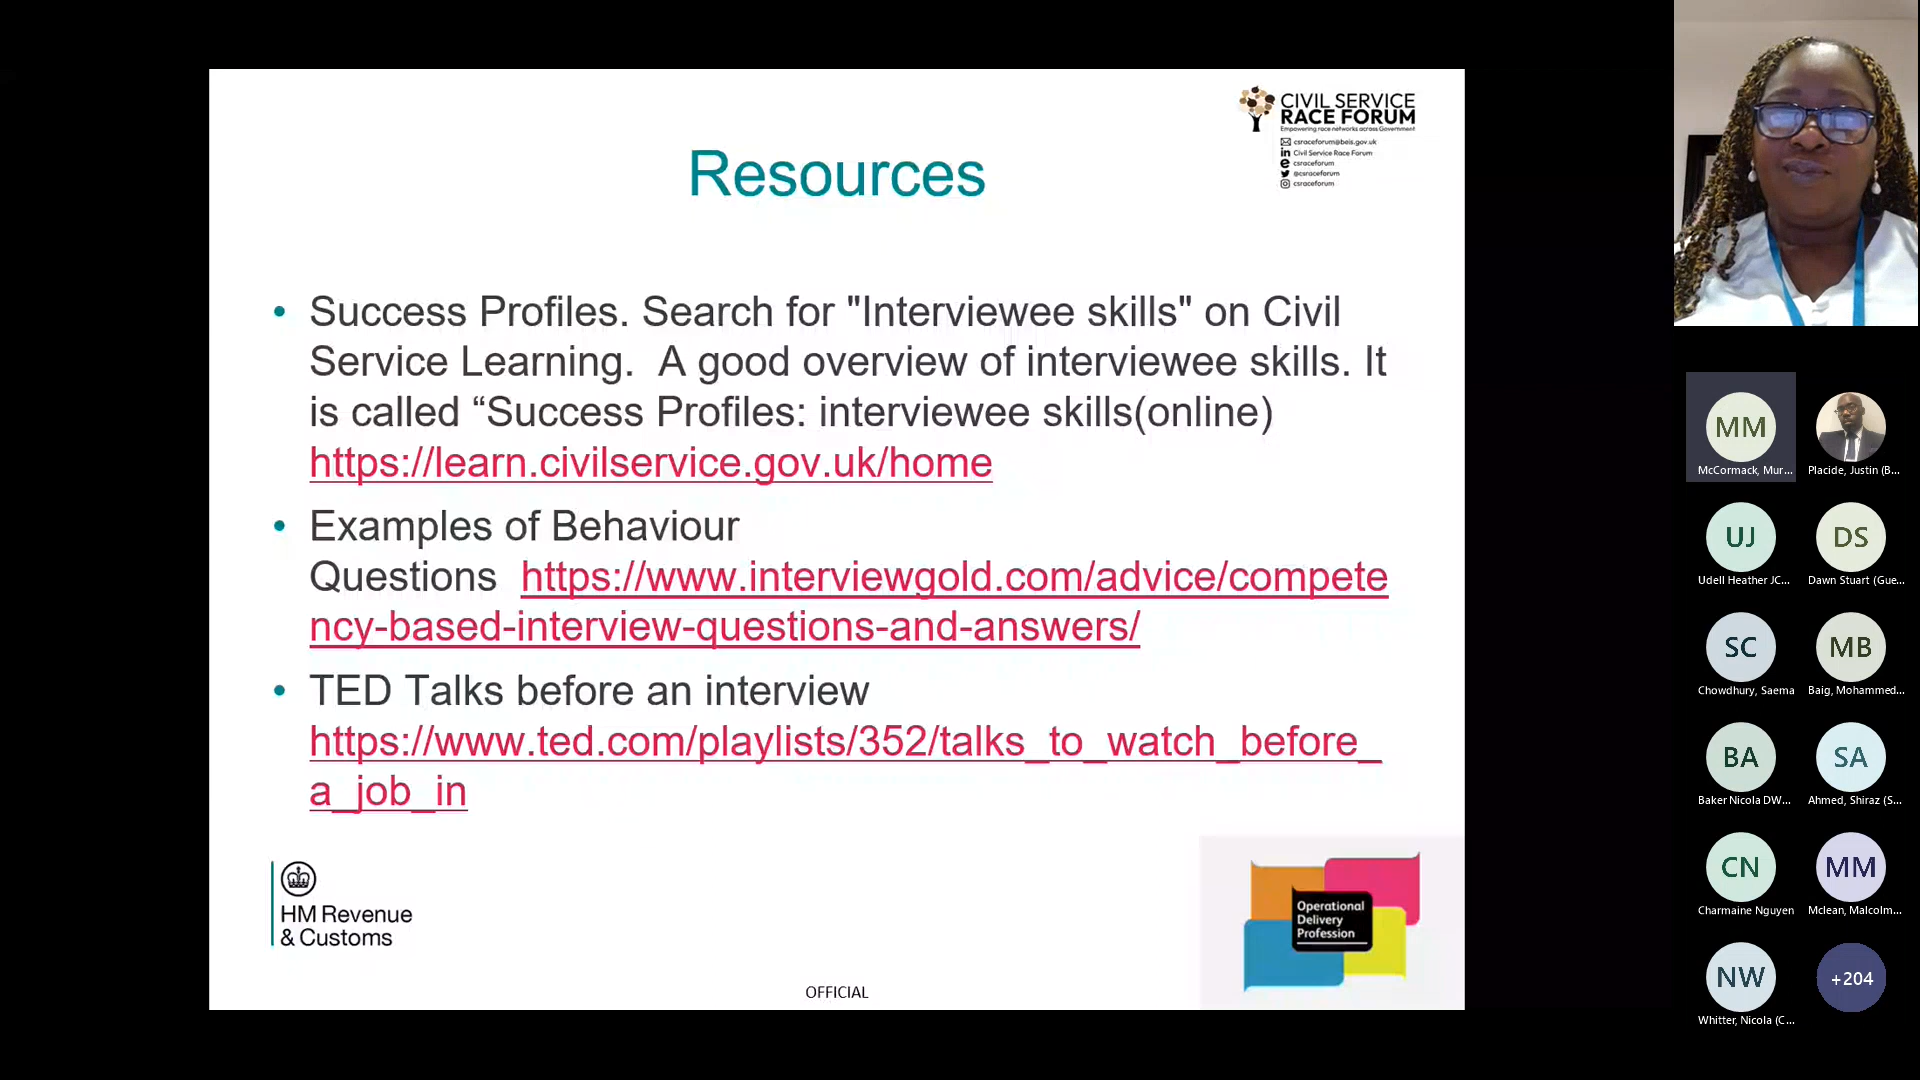 CIVIL SERVICE
RACE FORUM
Empowering race networks across Government
csraceforum@beis.gov.uk
Civil Service Race Forum
csraceforum
@csraceforum
csraceforum
Resources
• Success Profiles. Search for "Interviewee skills" on Civil
Service Learning.  A good overview of interviewee skills. It
is called “Success Profiles: interviewee skills(online)
https://learn.civilservice.gov.uk/home
• Examples of Behaviour
Questions  https://www.interviewgold.com/advice/compete
ncy-based-interview-questions-and-answers/
• TED Talks before an interview
https://www.ted.com/playlists/352/talks_to_watch_before_
a_job_in
HM Revenue
& Customs
Operational
Delivery
Profession
OFFICIAL
MM
McCormack, Mur...
Placide, Justin (B...
UJ
Udell Heather JC...
DS
Dawn Stuart (Gue...
SC
Chowdhury, Saema
MB
Baig, Mohammed...
BA
Baker Nicola DW...
SA
Ahmed, Shiraz (S...
CN
Charmaine Nguyen
MM
Mclean, Malcolm...
NW
Whitter, Nicola (C...
+204